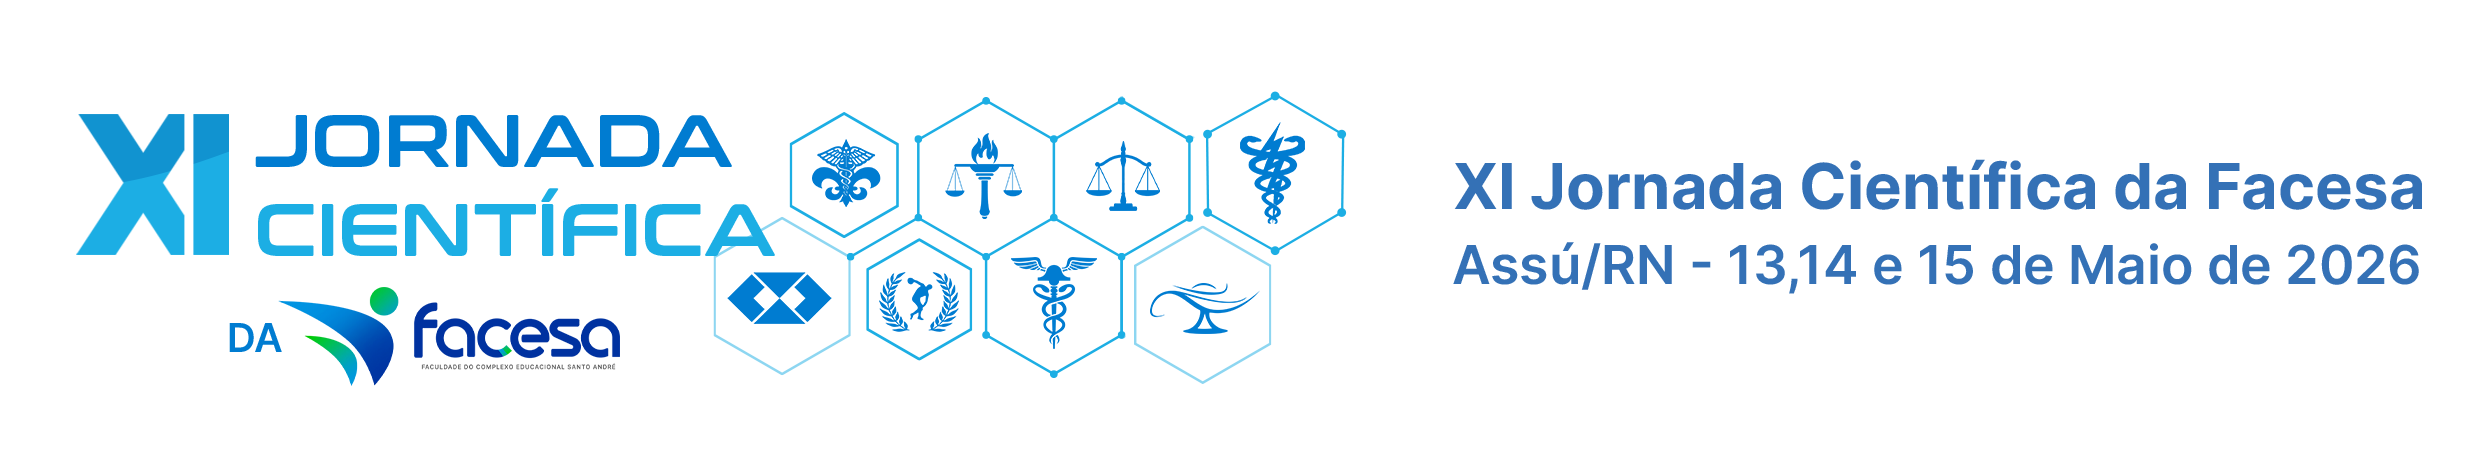 XI JORNADA
CIENTÍFICA
DA facesa
FACULDADE DO COMPLEXO EDUCACIONAL SANTO ANDRÉ
XI Jornada Científica da Facesa
Assú/RN - 13,14 e 15 de Maio de 2026